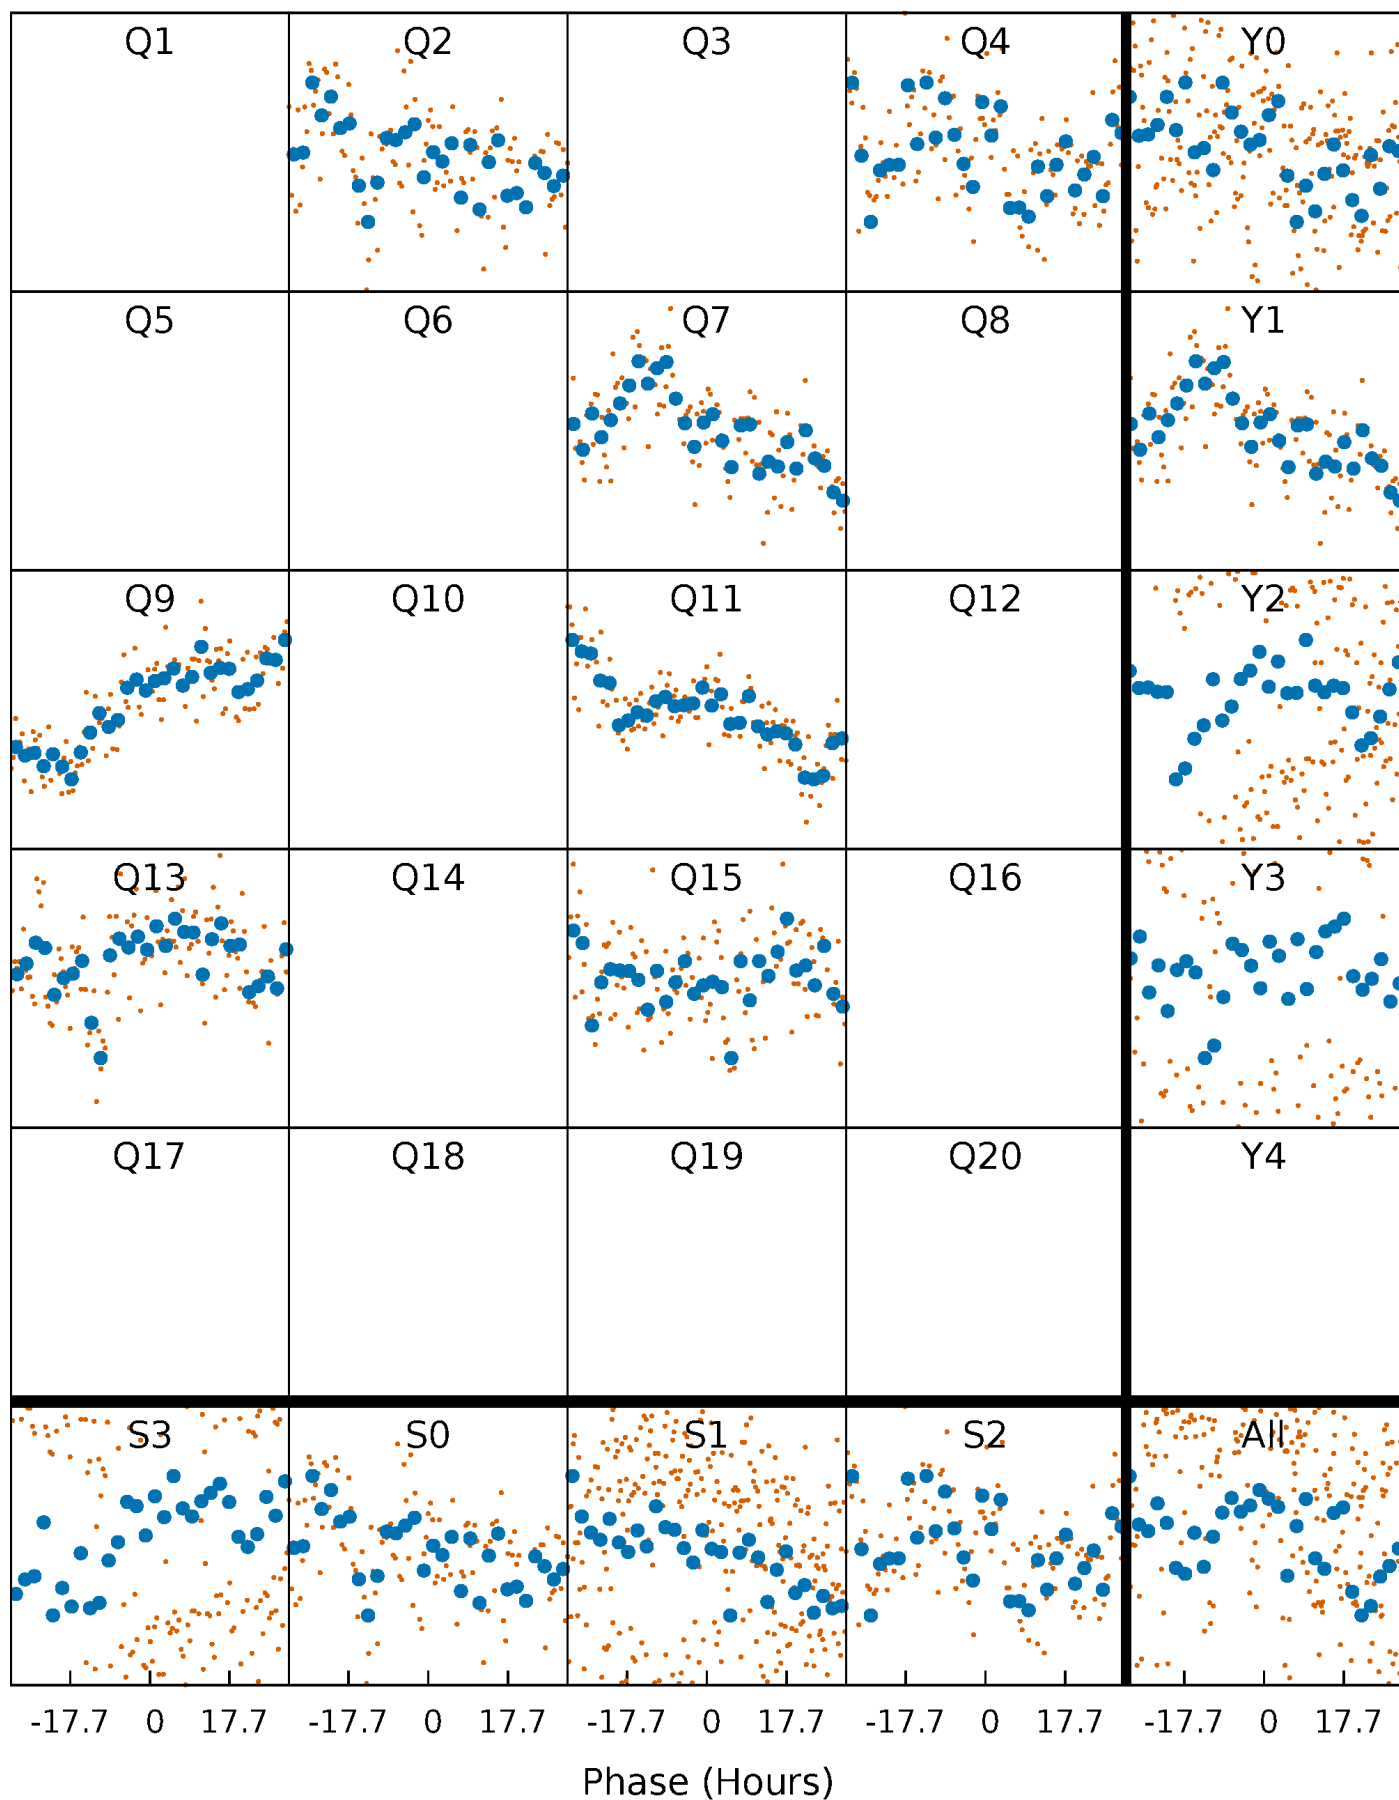 Q1 Q2 Q3 Q4 Y0
Q5 Q6 Q7 Q8 Y1
Q9 Q10 Q11 Q12 Y2
Q13 Q14 Q15 Q16 Y3
Q17 Q18 Q19 Q20 Y4
S3 S0 S1 S2 All
-17.7 0 17.7 -17.7 0 17.7 -17.7 0 17.7 -17.7 0 17.7 -17.7 0 17.7
Phase (Hours)